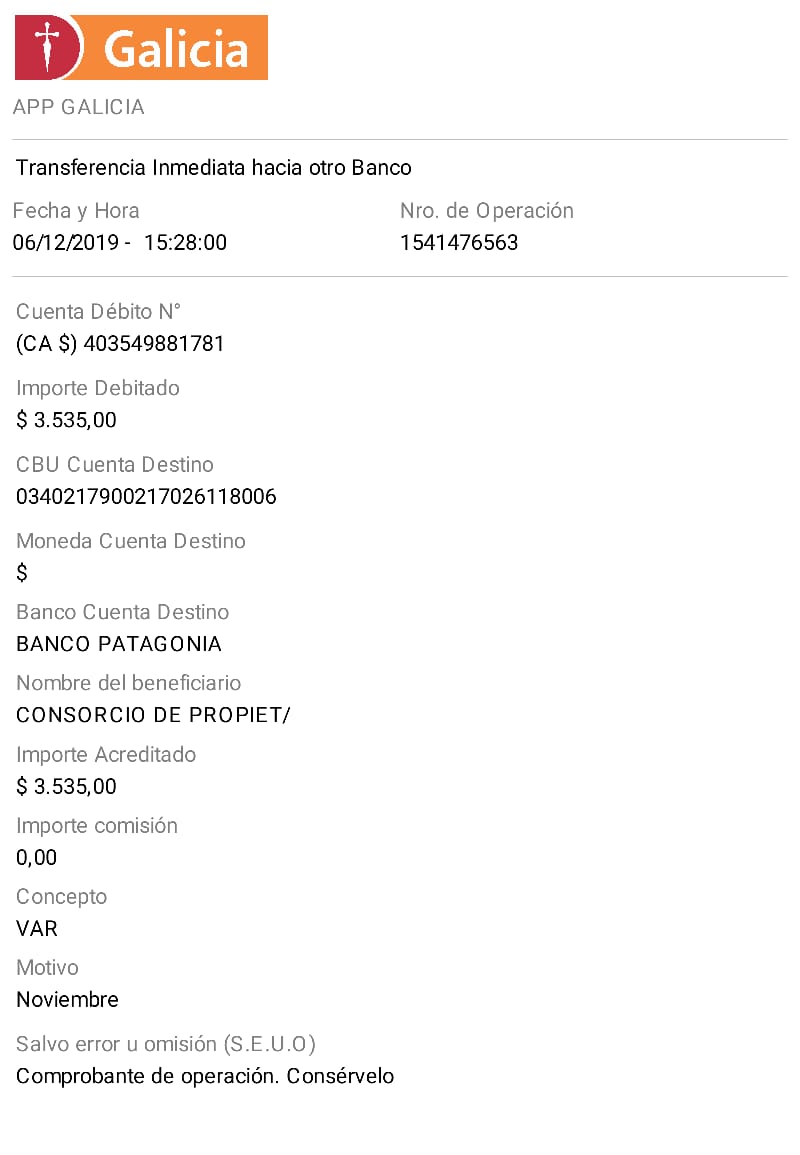 Galicia
APP GALICIA
Transferencia Inmediata hacia otro Banco
Fecha y Hora
Nro. de Operación
06/12/2019 - 15:28:00
1541476563
Cuenta Débito N°
(CA $) 403549881781
Importe Debitado
$ 3.535,00
CBU Cuenta Destino
0340217900217026118006
Moneda Cuenta Destino
$
Banco Cuenta Destino
BANCO PATAGONIA
Nombre del beneficiario
CONSORCIO DE PROPIET/
Importe Acreditado
$ 3.535,00
Importe comisión
0,00
Concepto
VAR
Motivo
Noviembre
Salvo error u omisión (S.E.U.O)
Comprobante de operación. Consérvelo